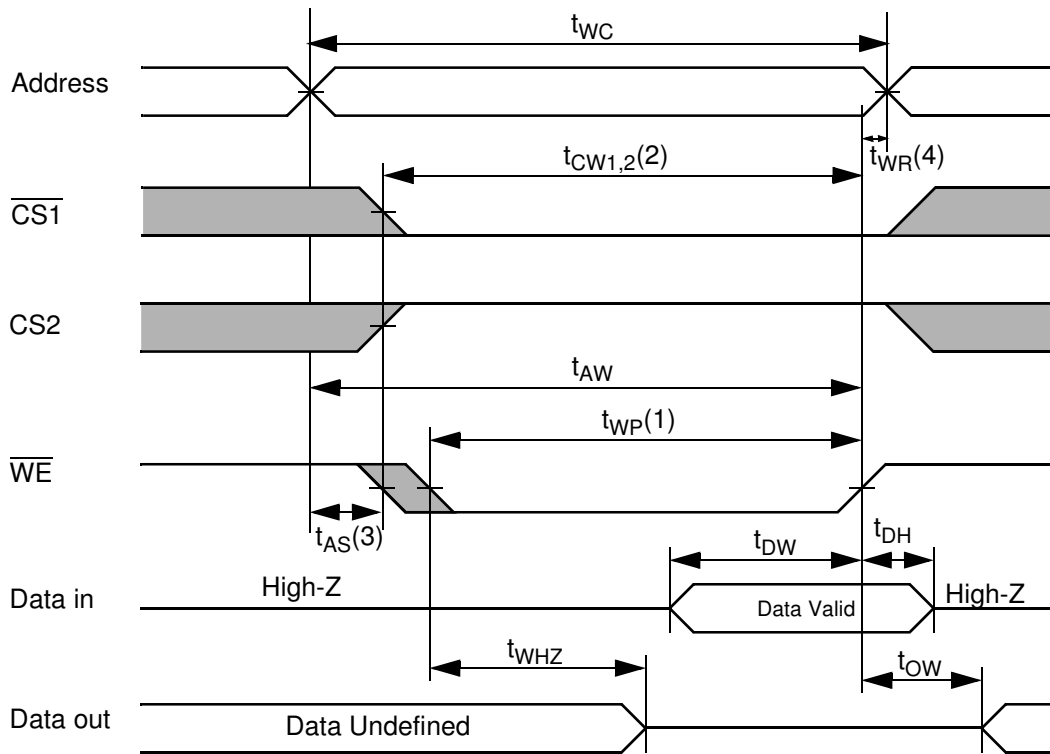 tWC
Address
tCW1,2(2)
tWR(4)
CS1
CS2
tAW
tWP(1)
WE
tAS(3)
tDW
tDH
Data in
High-Z
Data Valid
High-Z
tWHZ
tOW
Data out
Data Undefined